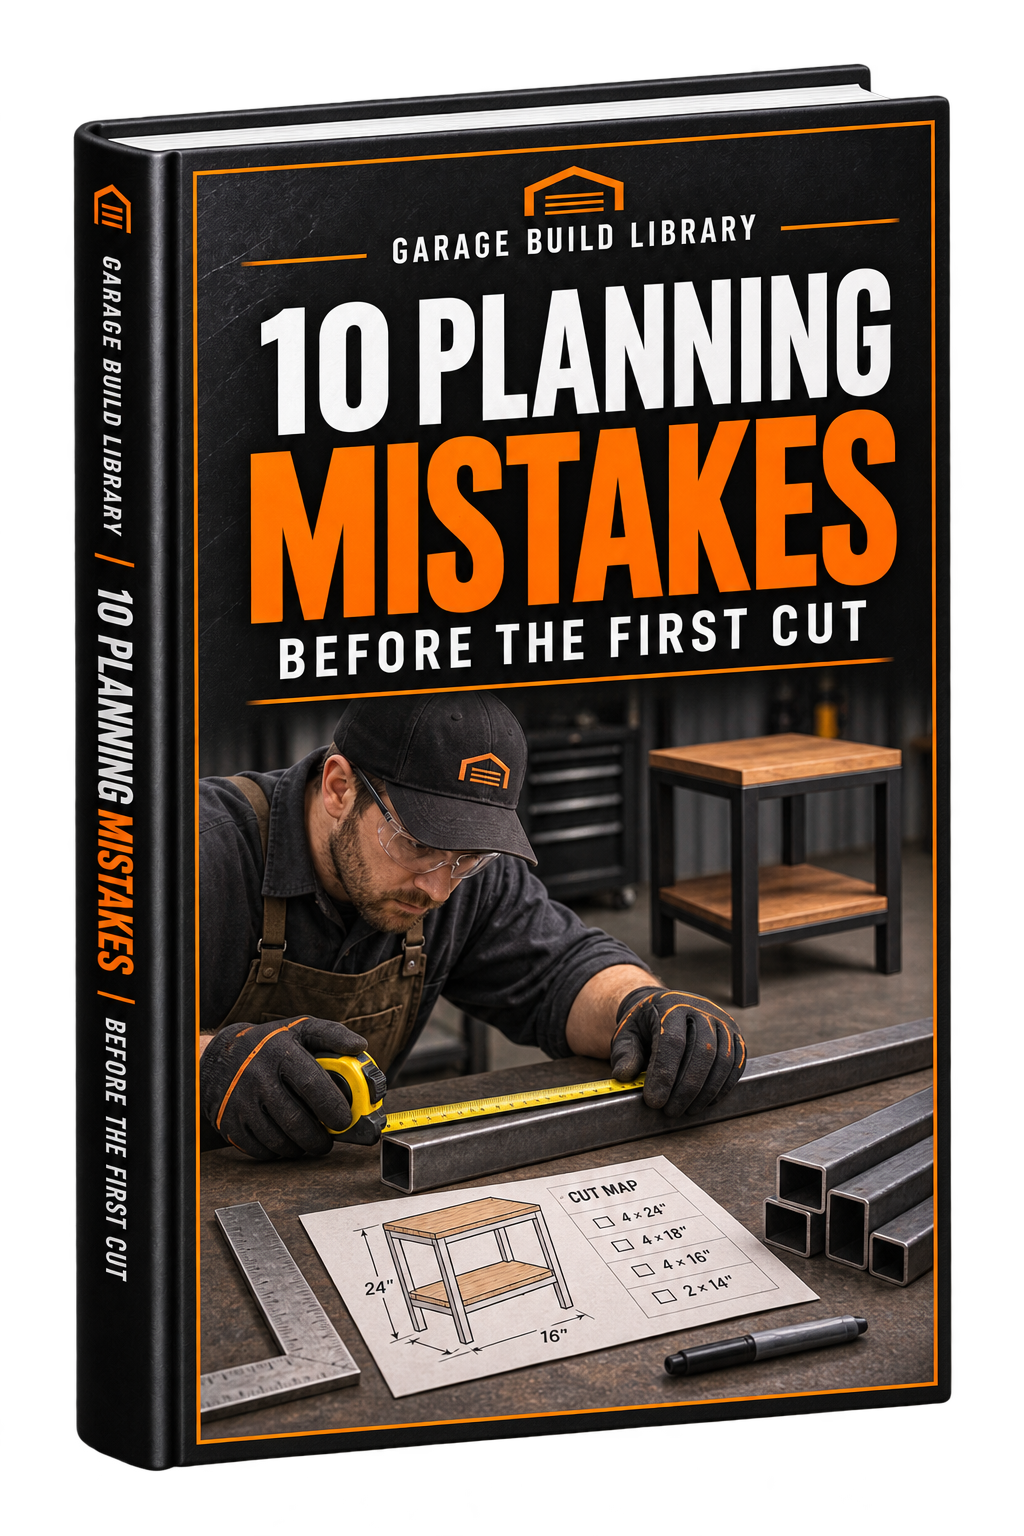 GARAGE BUILD LIBRARY
10 PLANNING
MISTAKES
BEFORE THE FIRST CUT
GARAGE BUILD LIBRARY | 10 PLANNING MISTAKES | BEFORE THE FIRST CUT
CUT MAP
4 × 24"
4 × 18"
4 × 16"
2 × 14"
24"
16"